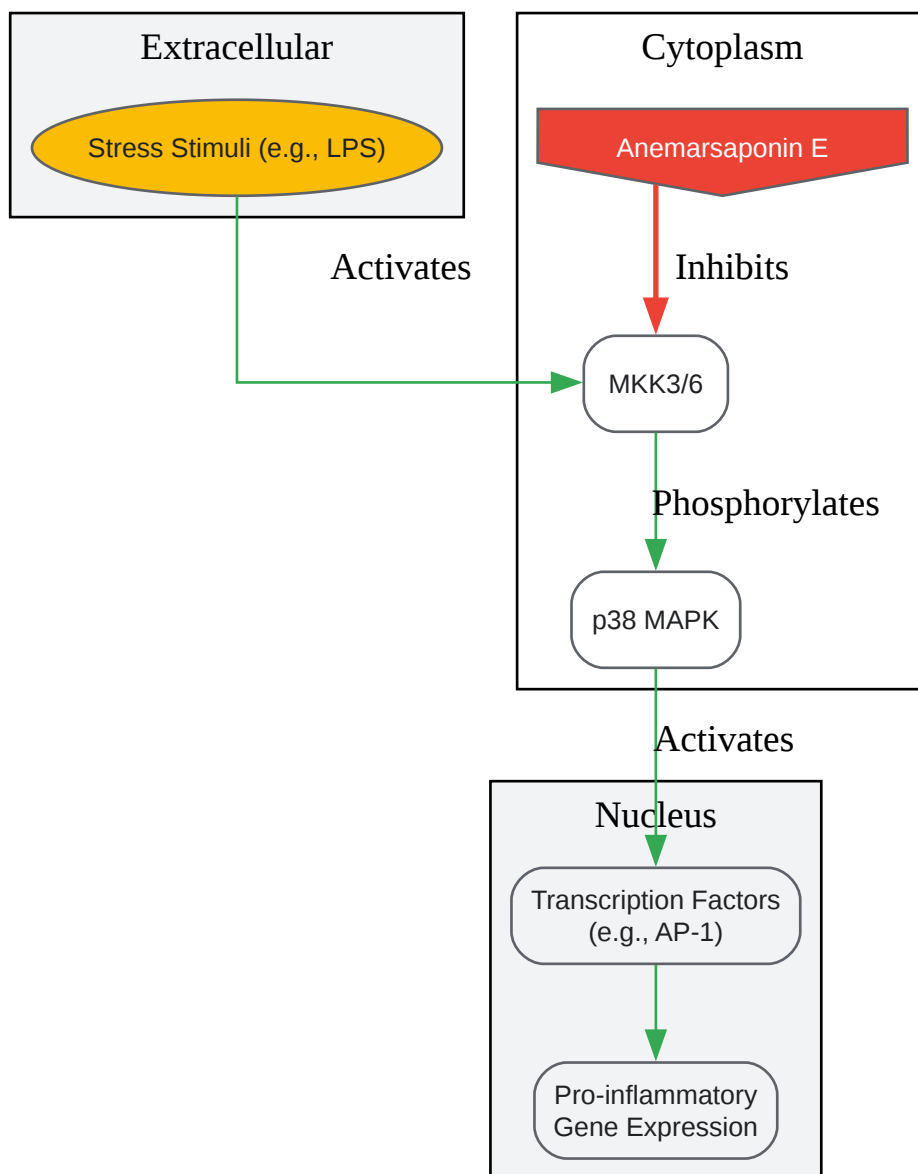 Extracellular
Stress Stimuli (e.g., LPS)
Cytoplasm
Anemarsaponin E
Activates
Inhibits
MKK3/6
Phosphorylates
p38 MAPK
Activates
Nucleus
Transcription Factors
(e.g., AP-1)
Pro-inflammatory
Gene Expression